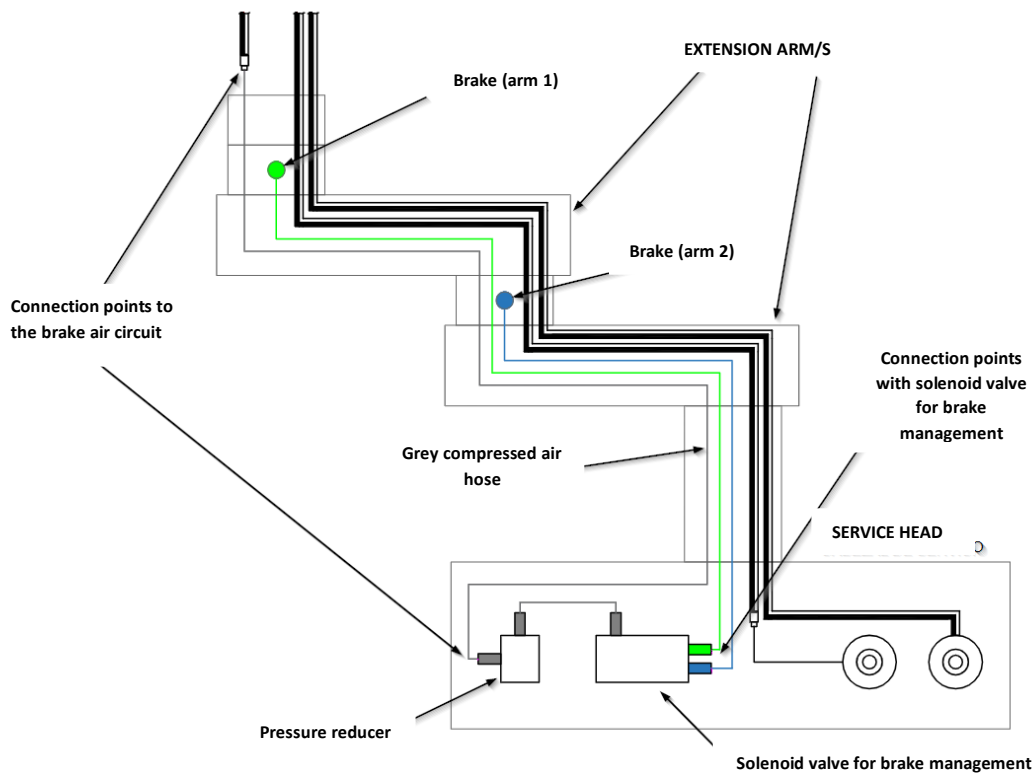 EXTENSION ARM/S
Brake (arm 1)
Brake (arm 2)
Connection points to
the brake air circuit
Connection points
with solenoid valve
for brake
management
Grey compressed air
hose
SERVICE HEAD
Pressure reducer
Solenoid valve for brake management